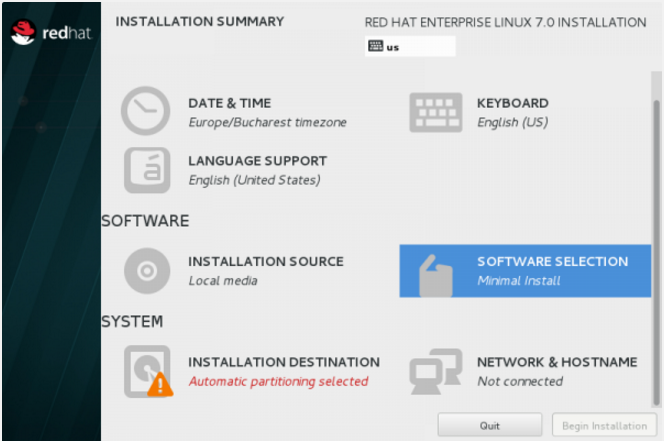 redhat
INSTALLATION SUMMARY
RED HAT ENTERPRISE LINUX 7.0 INSTALLATION
us
DATE & TIME
Europe/Bucharest timezone
KEYBOARD
English (US)
á
LANGUAGE SUPPORT
English (United States)
SOFTWARE
INSTALLATION SOURCE
Local media
SOFTWARE SELECTION
Minimal Install
SYSTEM
INSTALLATION DESTINATION
Automatic partitioning selected
NETWORK & HOSTNAME
Not connected
Quit
Begin Installation